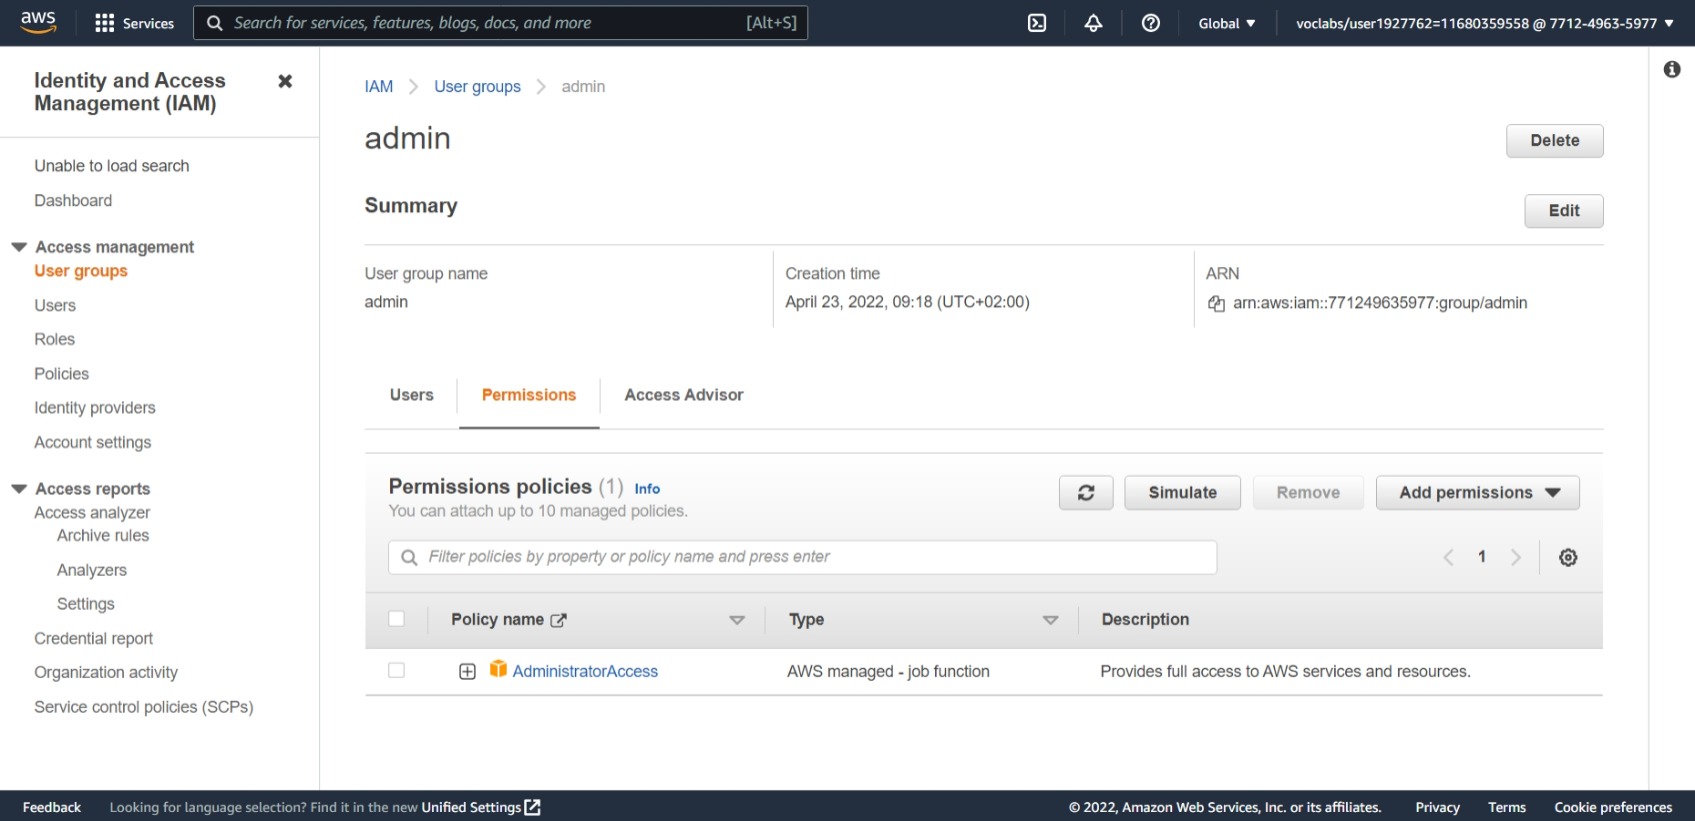 aws
Services
Search for services, features, blogs, docs, and more
[Alt+S]
Global
voclabs/user1927762=11680359558 @ 7712-4963-5977
Identity and Access
Management (IAM)
Unable to load search
Dashboard
Access management
User groups
Users
Roles
Policies
Identity providers
Account settings
Access reports
Access analyzer
Archive rules
Analyzers
Settings
Credential report
Organization activity
Service control policies (SCPs)
IAM
User groups
admin
admin
Delete
Summary
Edit
User group name
admin
Creation time
April 23, 2022, 09:18 (UTC+02:00)
ARN
arn:aws:iam::771249635977:group/admin
Users
Permissions
Access Advisor
Permissions policies (1) Info
You can attach up to 10 managed policies.
Simulate
Remove
Add permissions
Filter policies by property or policy name and press enter
1
Policy name
Type
Description
AdministratorAccess
AWS managed - job function
Provides full access to AWS services and resources.
Feedback
Looking for language selection? Find it in the new Unified Settings
© 2022, Amazon Web Services, Inc. or its affiliates.
Privacy
Terms
Cookie preferences